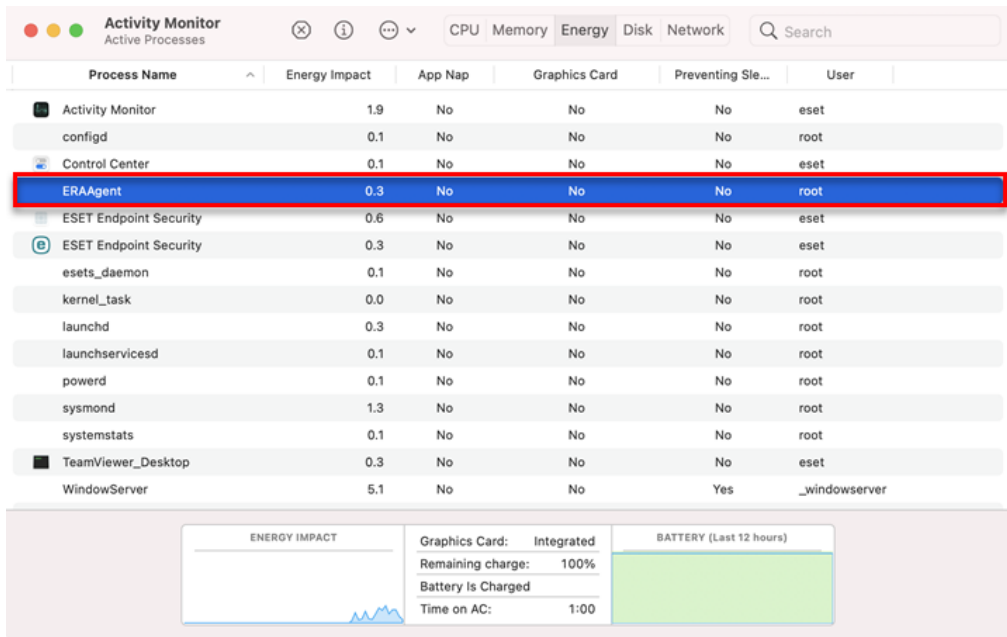 Activity Monitor
Active Processes
CPU Memory Energy Disk Network Search
Process Name Energy Impact App Nap Graphics Card Preventing Sle... User
Activity Monitor 1.9 No No No eset
configd 0.1 No No No root
Control Center 0.1 No No No eset
ERAAgent 0.3 No No No root
ESET Endpoint Security 0.6 No No No eset
ESET Endpoint Security 0.3 No No No eset
esets_daemon 0.1 No No No root
kernel_task 0.0 No No No root
launchd 0.3 No No No root
launchservicesd 0.1 No No No root
powerd 0.1 No No No root
sysmond 1.3 No No No root
systemstats 0.1 No No No root
TeamViewer_Desktop 0.3 No No No eset
WindowServer 5.1 No No Yes _windowserver
ENERGY IMPACT
Graphics Card: Integrated
Remaining charge: 100%
Battery Is Charged
Time on AC: 1:00
BATTERY (Last 12 hours)